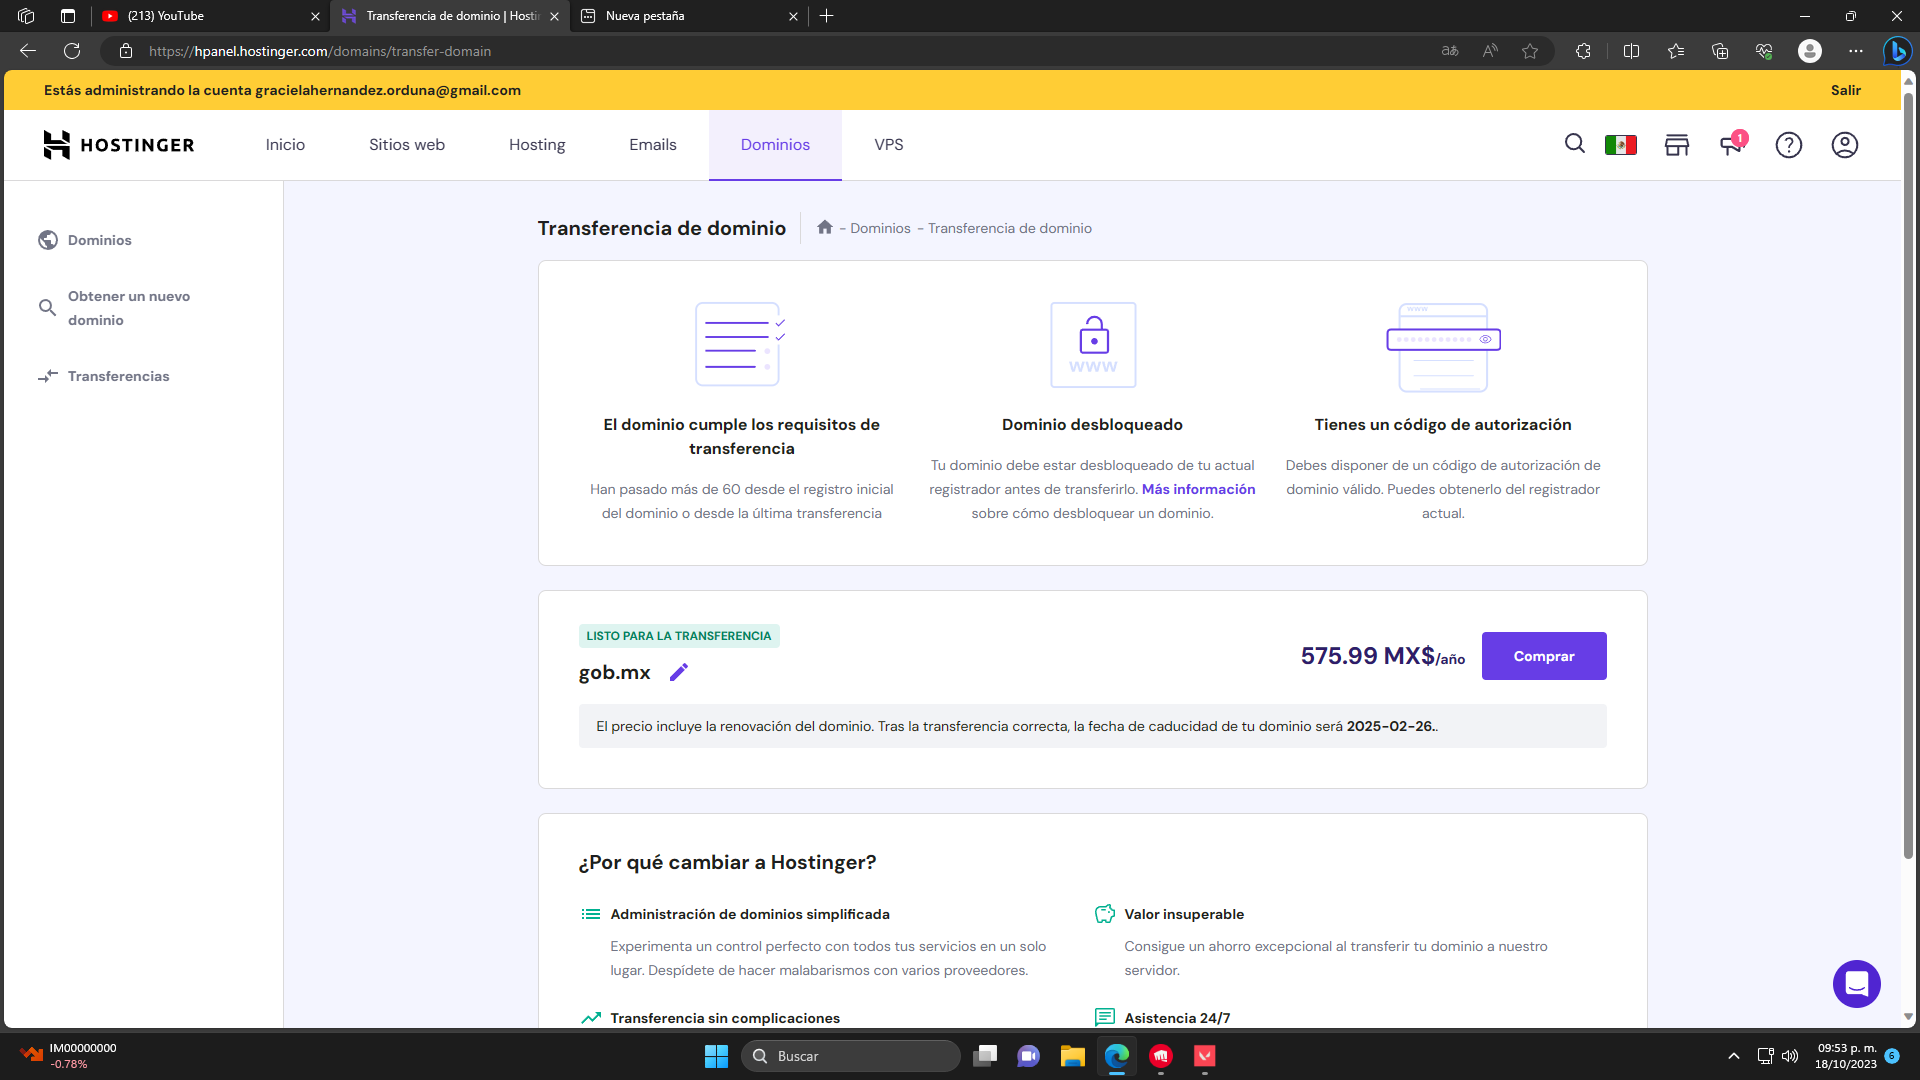 (213) YouTube
Transferencia de dominio | Hosti
Nueva pestaña
https://hpanel.hostinger.com/domains/transfer-domain
Estás administrando la cuenta gracielahernandez.orduna@gmail.com
Salir
HOSTINGER
Inicio
Sitios web
Hosting
Emails
Dominios
VPS
1
Dominios
Obtener un nuevo
dominio
Transferencias
Transferencia de dominio
- Dominios - Transferencia de dominio
www
www
El dominio cumple los requisitos de
transferencia
Han pasado más de 60 desde el registro inicial
del dominio o desde la última transferencia
Dominio desbloqueado
Tu dominio debe estar desbloqueado de tu actual
registrador antes de transferirlo. Más información
sobre cómo desbloquear un dominio.
Tienes un código de autorización
Debes disponer de un código de autorización de
dominio válido. Puedes obtenerlo del registrador
actual.
LISTO PARA LA TRANSFERENCIA
gob.mx
575.99 MX$/año
Comprar
El precio incluye la renovación del dominio. Tras la transferencia correcta, la fecha de caducidad de tu dominio será 2025-02-26..
¿Por qué cambiar a Hostinger?
Administración de dominios simplificada
Experimenta un control perfecto con todos tus servicios en un solo
lugar. Despídete de hacer malabarismos con varios proveedores.
Valor insuperable
Consigue un ahorro excepcional al transferir tu dominio a nuestro
servidor.
Transferencia sin complicaciones
Asistencia 24/7
IM00000000
-0.78%
Buscar
09:53 p. m.
18/10/2023
6